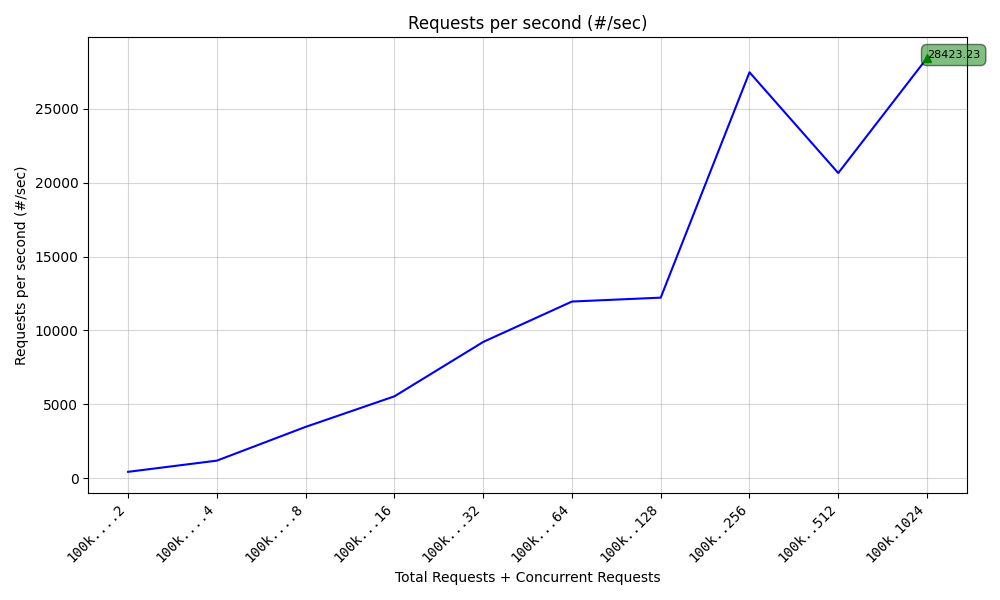 Requests per second (#/sec)
28423.23
25000
20000
15000
10000
5000
0
Requests per second (#/sec)
100k....2
100k....4
100k....8
100k...16
100k...32
100k...64
100k..128
100k..256
100k..512
100k.1024
Total Requests + Concurrent Requests